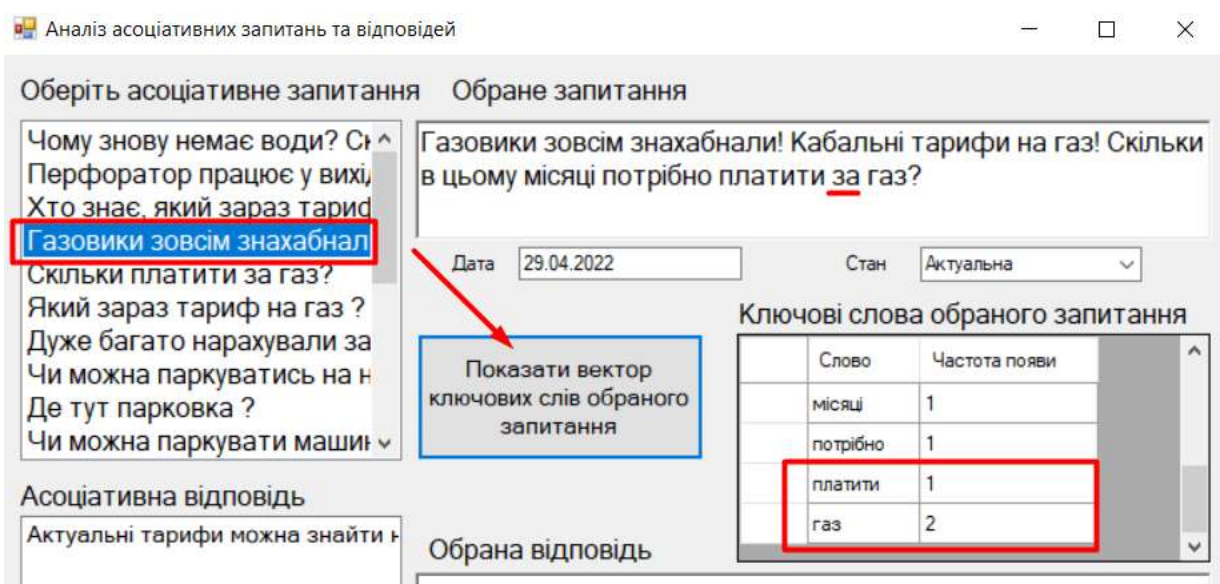 Аналіз асоціативних запитань та відповідей
Оберіть асоціативне запитання
Обране запитання
Чому знову немає води? Ск
Перфоратор працює у вихі
Хто знає, який зараз тариф
Газовики зовсім знахабнал
Скільки платити за газ?
Який зараз тариф на газ ?
Дуже багато нарахували за
Чи можна паркуватись на н
Де тут парковка ?
Чи можна паркувати машин
Газовики зовсім знахабнали! Кабальні тарифи на газ! Скільки
в цьому місяці потрібно платити за газ?
Дата 29.04.2022
Стан Актуальна
Показати вектор
ключових слів обраного
запитання
Ключові слова обраного запитання
Слово Частота появи
місяці 1
потрібно 1
платити 1
газ 2
Асоціативна відповідь
Актуальні тарифи можна знайти н
Обрана відповідь